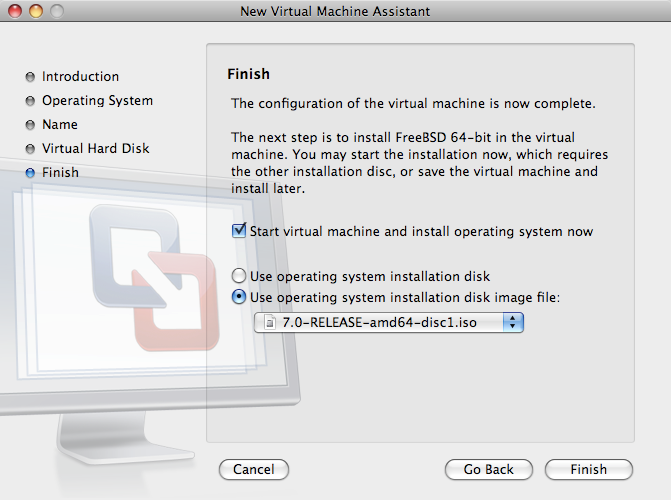 New Virtual Machine Assistant
Introduction
Operating System
Name
Virtual Hard Disk
Finish
Finish
The configuration of the virtual machine is now complete.
The next step is to install FreeBSD 64-bit in the virtual
machine. You may start the installation now, which requires
the other installation disc, or save the virtual machine and
install later.
Start virtual machine and install operating system now
Use operating system installation disk
Use operating system installation disk image file:
7.0-RELEASE-amd64-disc1.iso
Cancel
Go Back
Finish